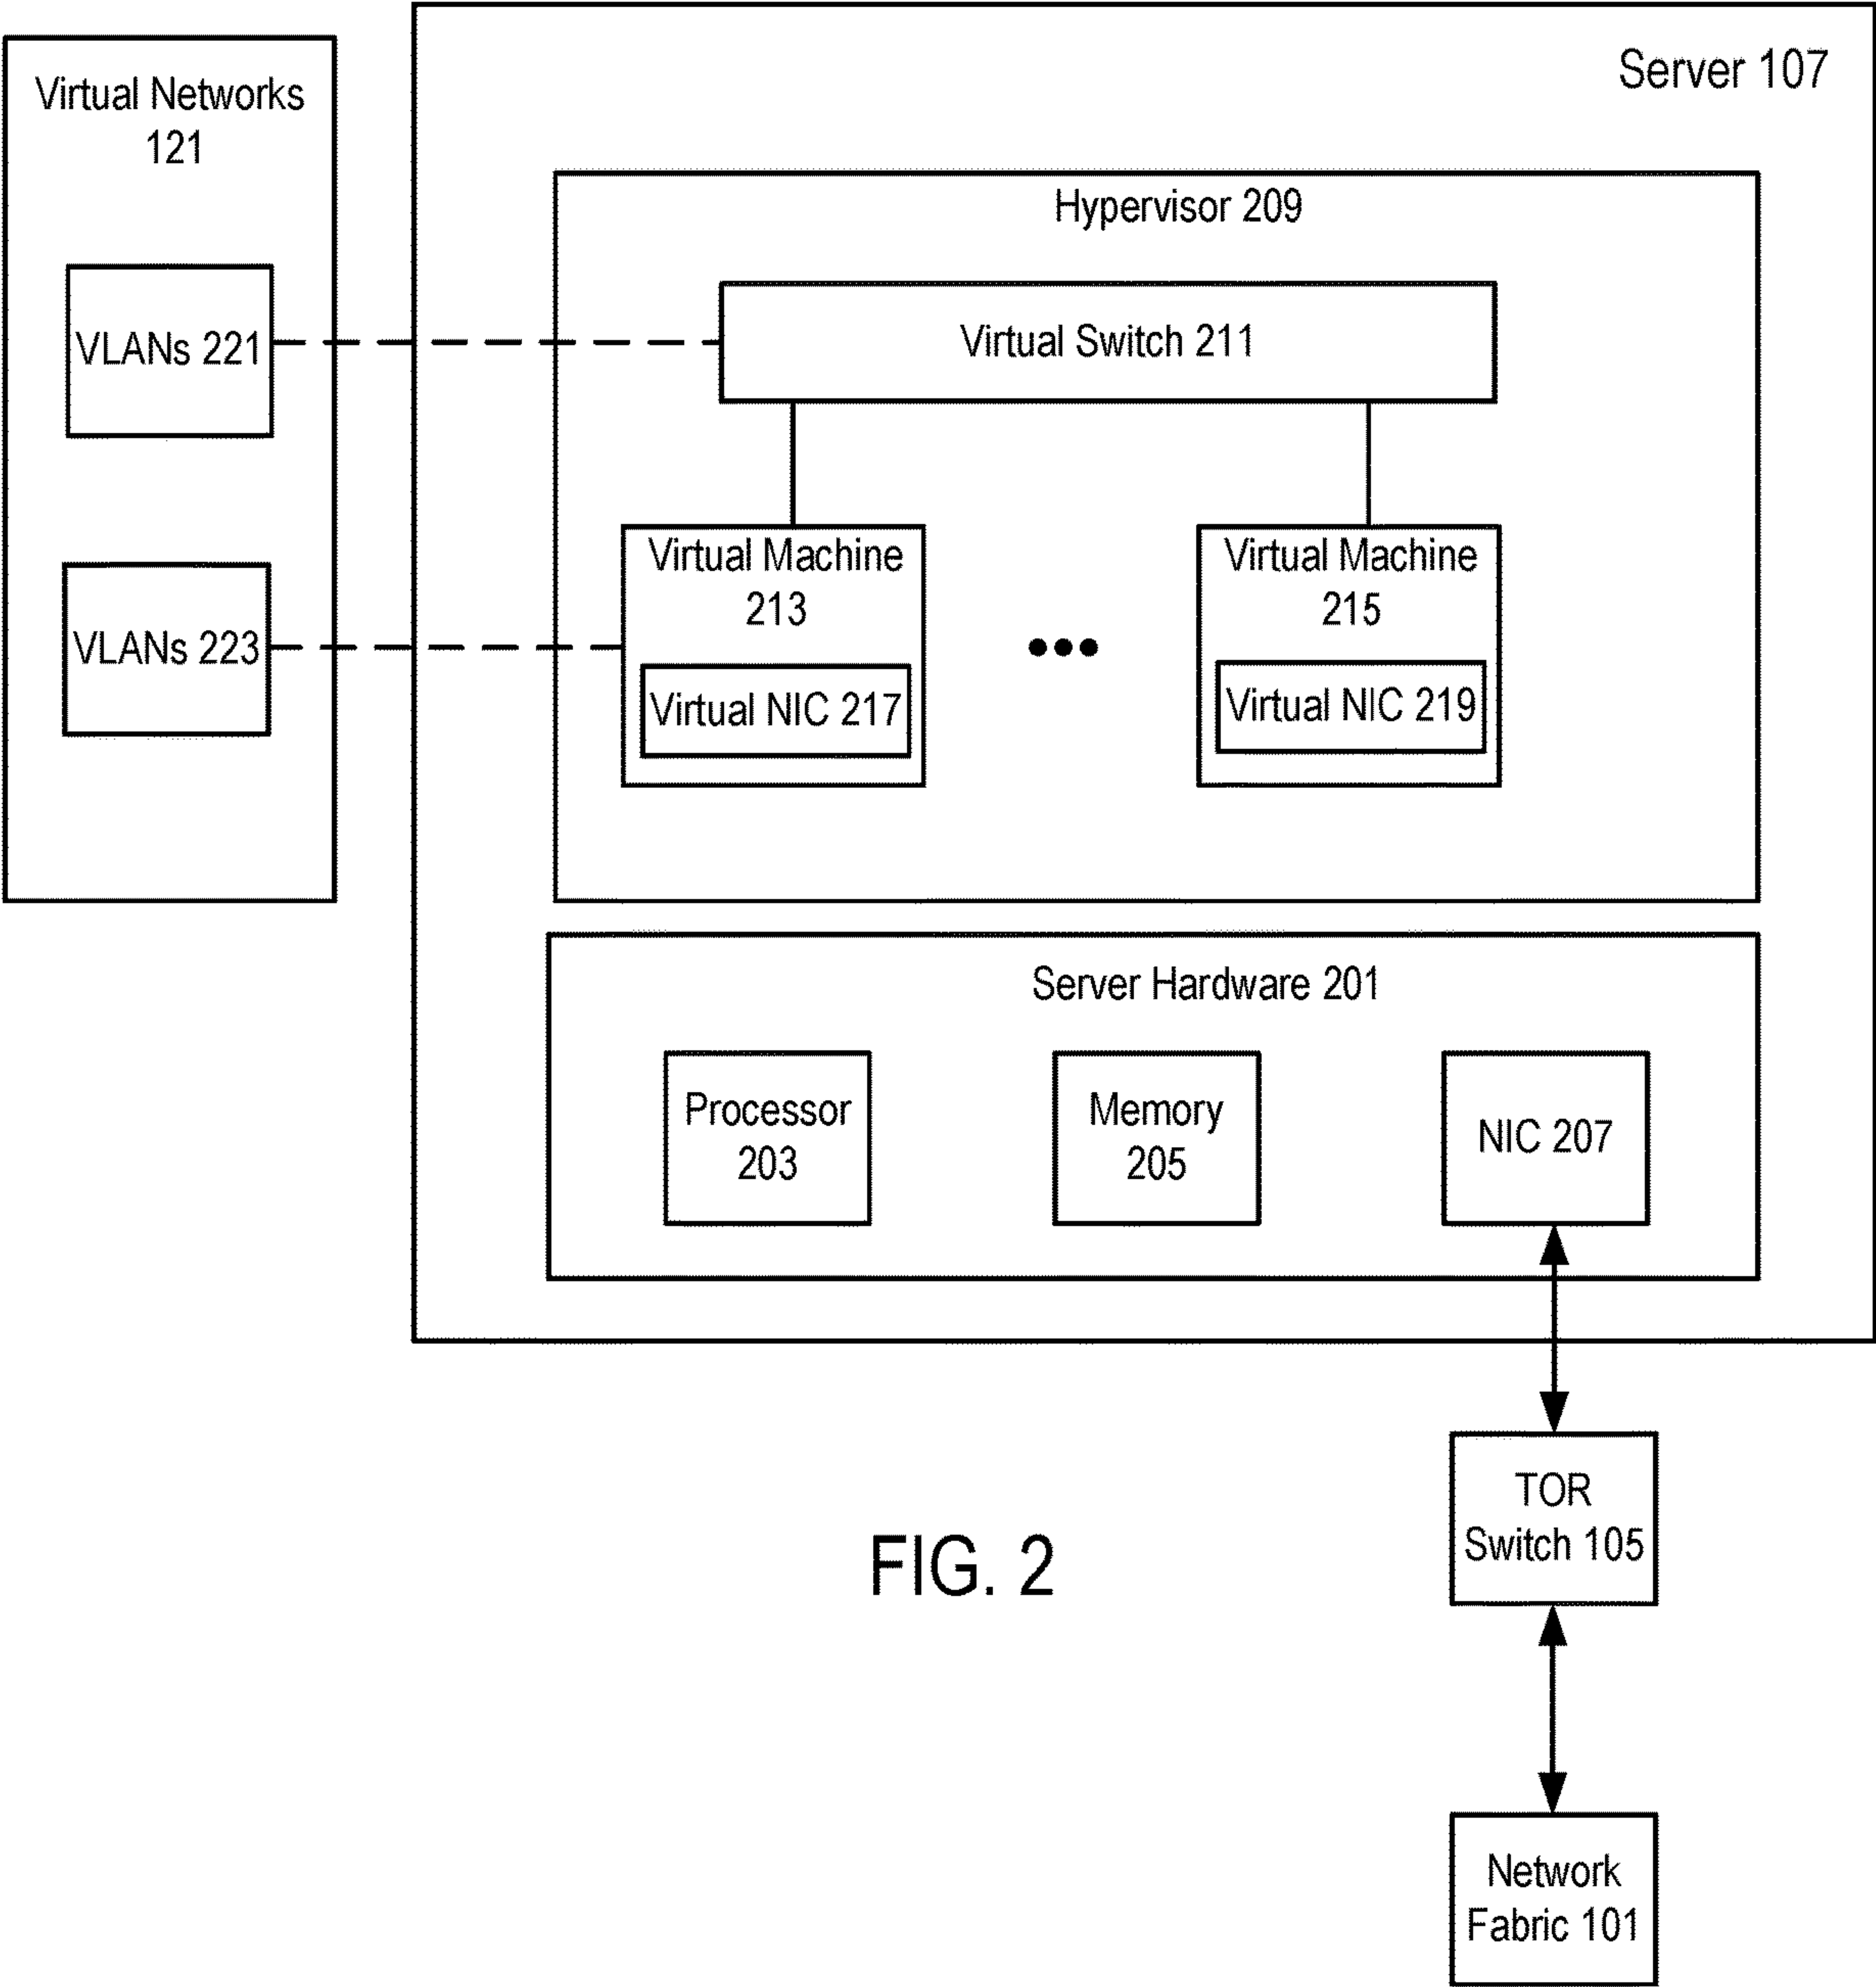 Server 107
Virtual Networks
121
Hypervisor 209
VLANs 221
Virtual Switch 211
Virtual Machine
213
Virtual Machine
215
VLANs 223
Virtual NIC 217
Virtual NIC 219
Server Hardware 201
Processor
203
Memory
205
NIC 207
TOR
Switch 105
FIG. 2
Network
Fabric 101